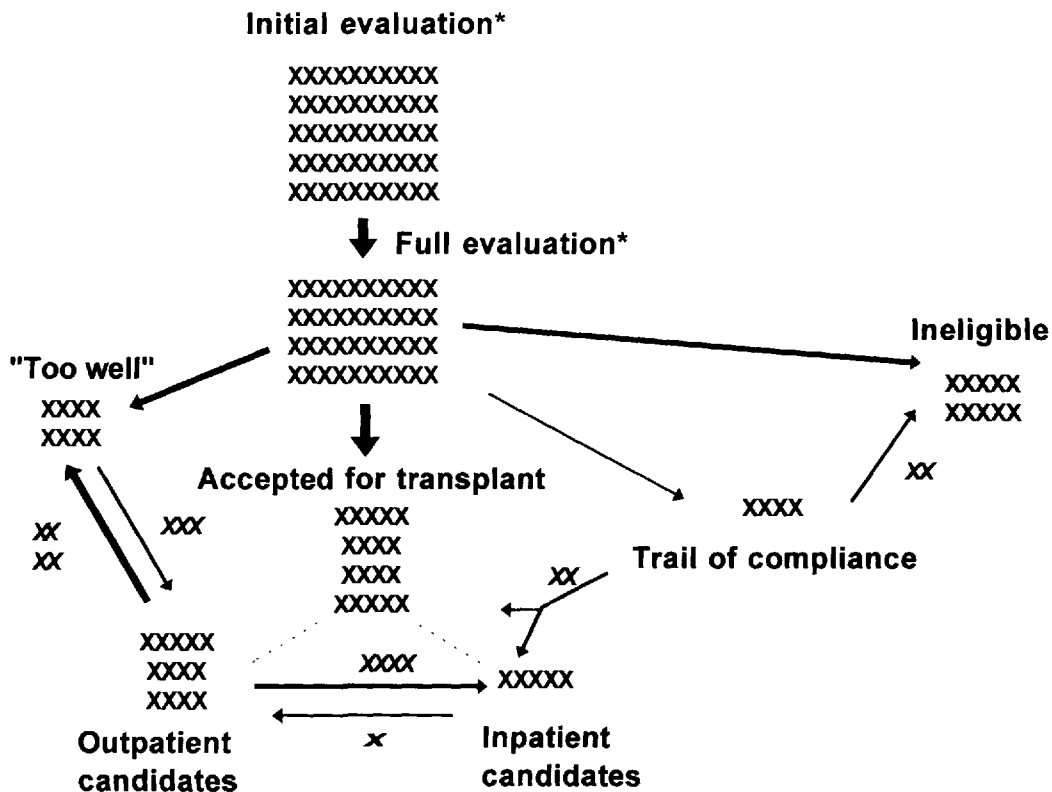 Initial evaluation*
XXXXXXXXXX
XXXXXXXXXX
XXXXXXXXXX
XXXXXXXXXX
XXXXXXXXXX
Full evaluation*
XXXXXXXXXX
XXXXXXXXXX
XXXXXXXXXX
XXXXXXXXXX
"Too well"
XXXX
XXXX
Ineligible
XXXXX
XXXXX
XX
Accepted for transplant
XXXXX
XXXX
XXXX
XXXXX
XXXX
Trail of compliance
XX
XX
XX
XXX
XXXXX
XXXX
XXXX
Outpatient
candidates
XXXX
X
XXXXX
Inpatient
candidates